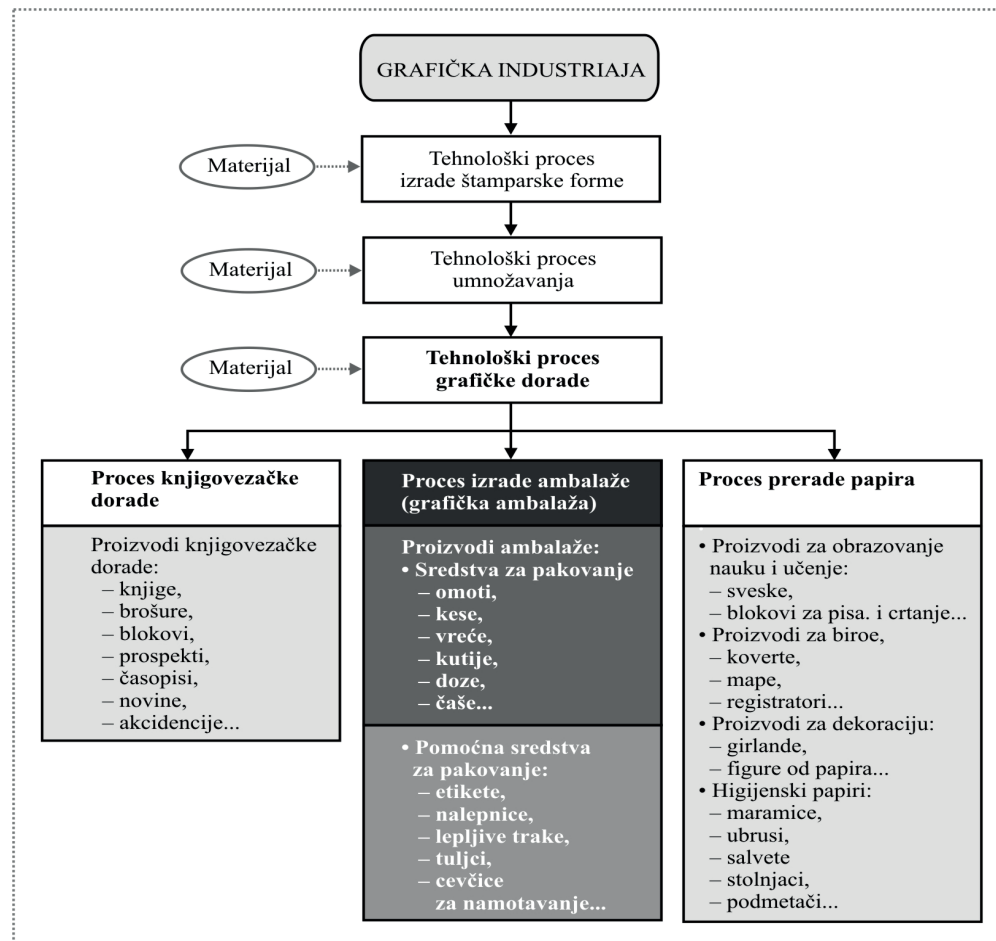 GRAFIČKA INDUSTRIAJA
Materijal
Tehnološki proces
izrade štamparske forme
Materijal
Tehnološki proces
umnožavanja
Materijal
Tehnološki proces
grafičke dorade
Proces knjigovezačke
dorade
Proizvodi knjigovezačke
dorade:
– knjige,
– brošure,
– blokovi,
– prospekti,
– časopisi,
– novine,
– akcidencije...
Proces izrade ambalaže
(grafička ambalaža)
Proizvodi ambalaže:
• Sredstva za pakovanje
– omoti,
– kese,
– vreće,
– kutije,
– doze,
– čaše...
• Pomoćna sredstva
za pakovanje:
– etikete,
– nalepnice,
– lepljive trake,
– tuljci,
– cevčice
za namotavanje...
Proces prerade papira
• Proizvodi za obrazovanje
nauku i učenje:
– sveske,
– blokovi za pisa. i crtanje...
• Proizvodi za biroe,
– koverte,
– mape,
– registratori...
• Proizvodi za dekoraciju:
– girlande,
– figure od papira...
• Higijenski papiri:
– maramice,
– ubrusi,
– salvete
– stolnjaci,
– podmetači...